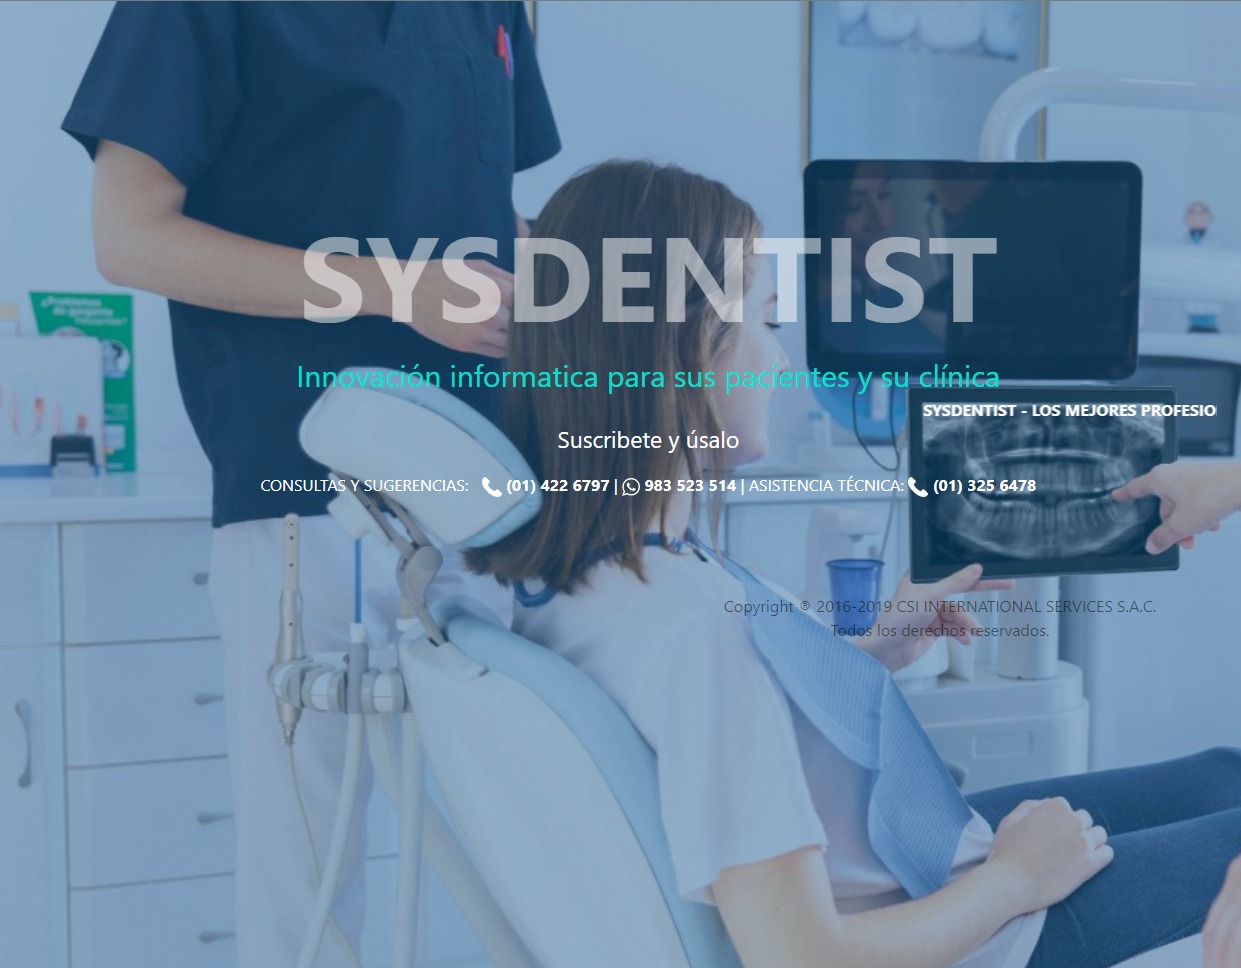 SYSDENTIST
Innovación informatica para sus pacientes y su clínica
SYSDENTIST - LOS MEJORES PROFESIO
Suscribete y úsalo
CONSULTAS Y SUGERENCIAS: (01) 422 6797 | 983 523 514 | ASISTENCIA TÉCNICA: (01) 325 6478
Copyright ® 2016-2019 CSI INTERNATIONAL SERVICES S.A.C.
Todos los derechos reservados.